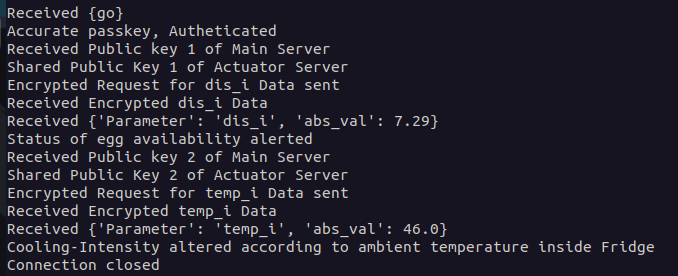 Received {go}
Accurate passkey, Autheticated
Received Public key 1 of Main Server
Shared Public Key 1 of Actuator Server
Encrypted Request for dis_i Data sent
Received Encrypted dis_i Data
Received {'Parameter': 'dis_i', 'abs_val': 7.29}
Status of egg availability alerted
Received Public key 2 of Main Server
Shared Public Key 2 of Actuator Server
Encrypted Request for temp_i Data sent
Received Encrypted temp_i Data
Received {'Parameter': 'temp_i', 'abs_val': 46.0}
Cooling-Intensity altered according to ambient temperature inside Fridge
Connection closed